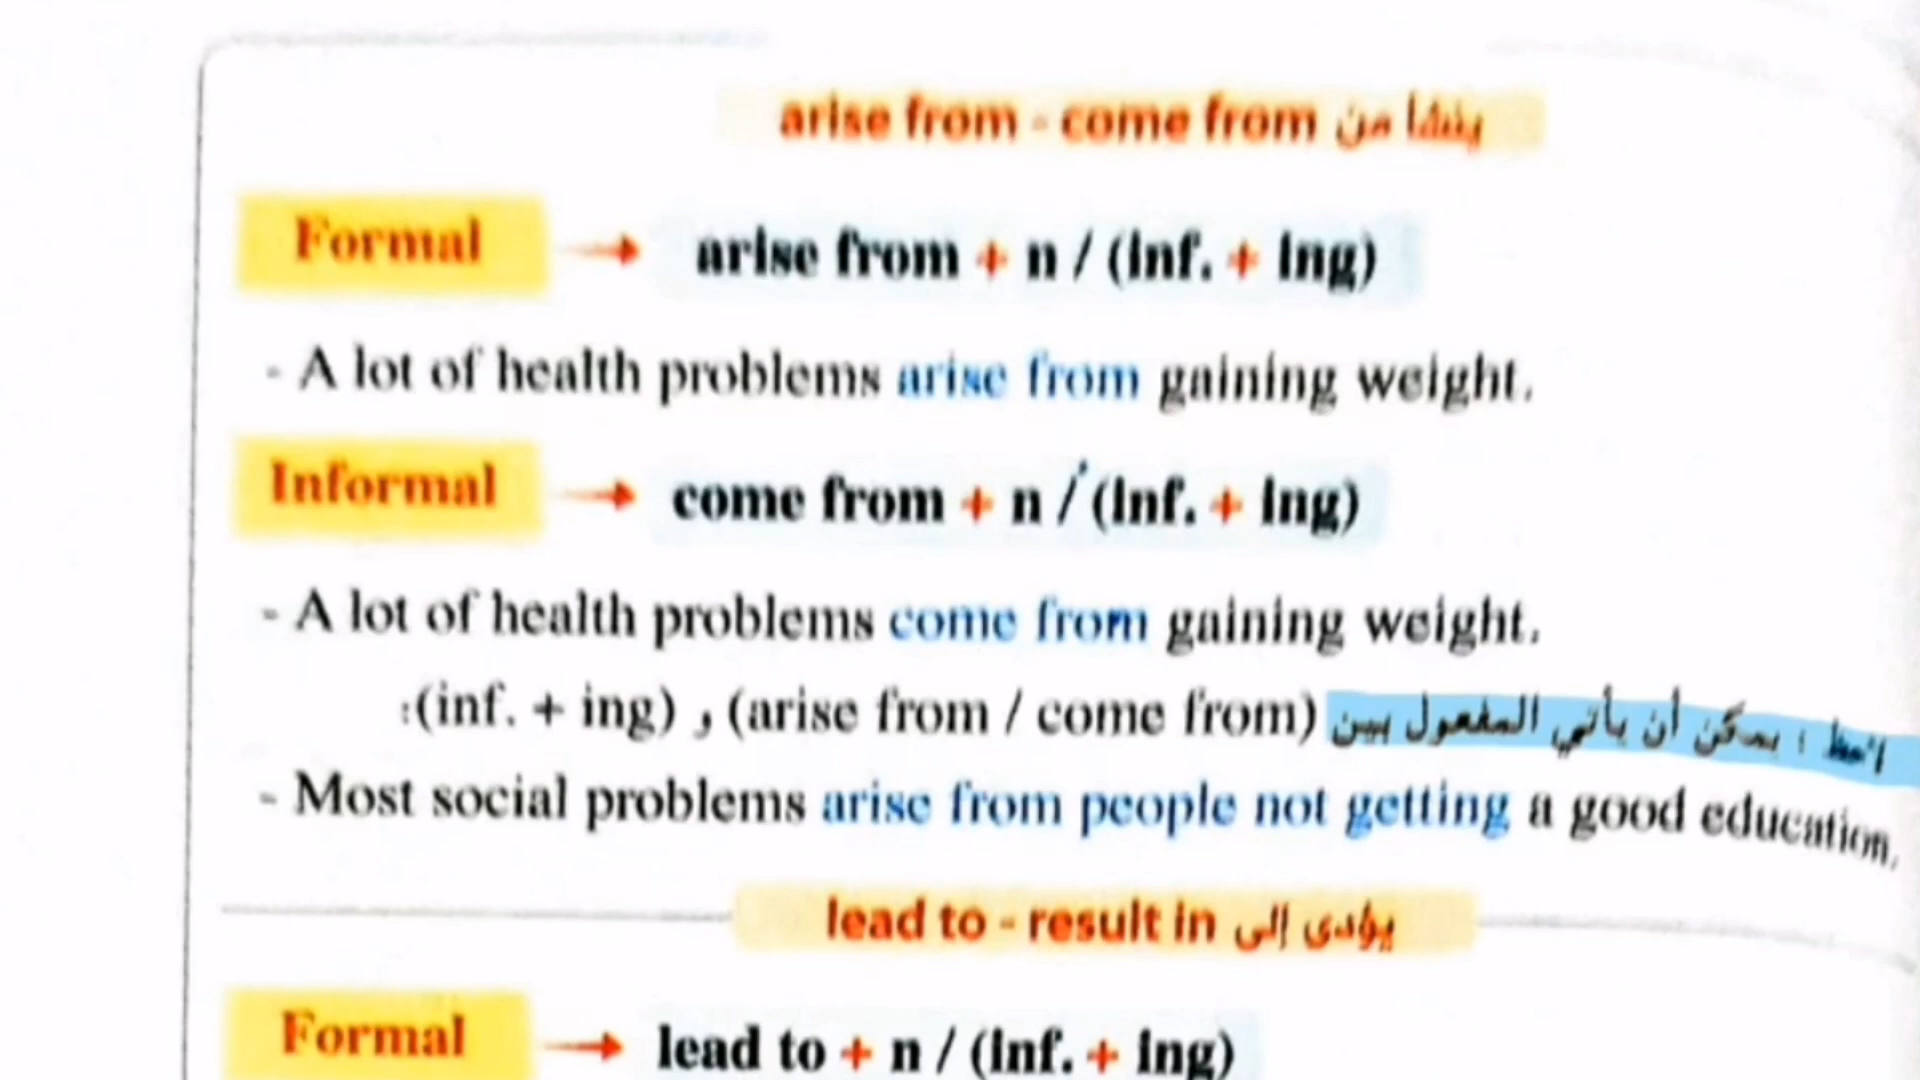 arise from - come from ينشأ من
Formal → arise from + n / (inf. + ing)
- A lot of health problems arise from gaining weight.
Informal → come from + n / (inf. + ing)
- A lot of health problems come from gaining weight.
لاحظ : يمكن أن يأتي المفعول بين (arise from / come from) و (inf. + ing):
- Most social problems arise from people not getting a good education.
lead to - result in يؤدى إلى
Formal → lead to + n / (inf. + ing)